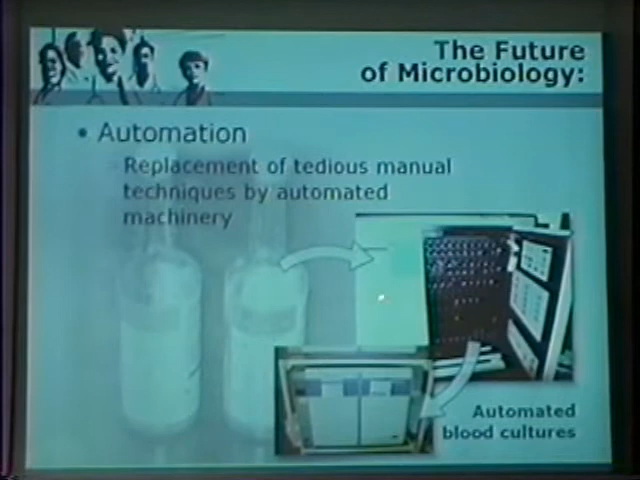 The Future
of Microbiology:
• Automation
Replacement of tedious manual
techniques by automated
machinery
Automated
blood cultures